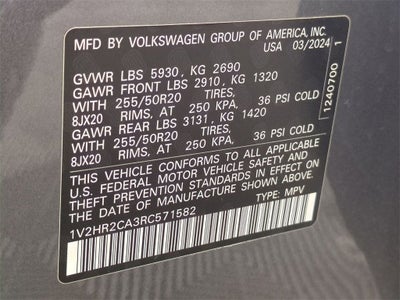 MFD BY VOLKSWAGEN GROUP OF AMERICA, INC.
USA 03/2024
GVWR LBS 5930, KG 2690
GAWR FRONT LBS 2910, KG 1320
WITH 255/50R20 TIRES,
8JX20 RIMS, AT 250 KPA, 36 PSI COLD
GAWR REAR LBS 3131, KG 1420
WITH 255/50R20 TIRES,
8JX20 RIMS, AT 250 KPA, 36 PSI COLD
THIS VEHICLE CONFORMS TO ALL APPLICABLE
U.S. FEDERAL MOTOR VEHICLE SAFETY AND
THEFT PREVENTION STANDARDS IN EFFECT ON
THE DATE OF MANUFACTURE SHOWN ABOVE.
1V2HR2CA3RC571582 TYPE: MPV
1240700 1